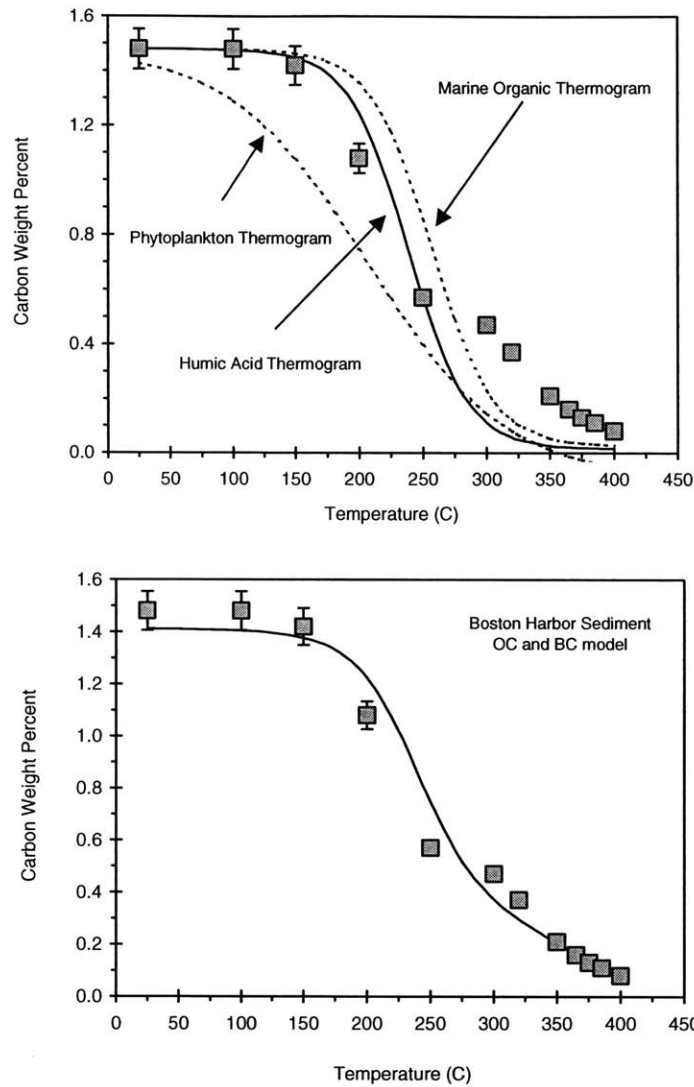 1.6
1.2
0.8
0.4
0.0
Carbon Weight Percent
Marine Organic Thermogram
Phytoplankton Thermogram
Humic Acid Thermogram
0 50 100 150 200 250 300 350 400 450
Temperature (C)
1.6
1.4
1.2
1.0
0.8
0.6
0.4
0.2
0.0
Carbon Weight Percent
Boston Harbor Sediment
OC and BC model
0 50 100 150 200 250 300 350 400 450
Temperature (C)